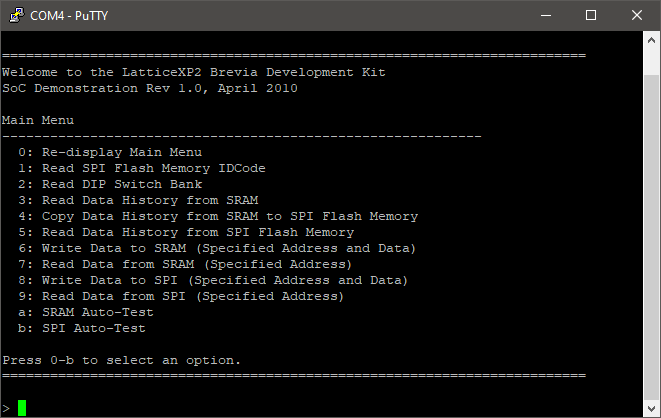 COM4 - PuTTY
=========================================================================
Welcome to the LatticeXP2 Brevia Development Kit
SoC Demonstration Rev 1.0, April 2010
Main Menu
------------------------------------------------------------
0: Re-display Main Menu
1: Read SPI Flash Memory IDCode
2: Read DIP Switch Bank
3: Read Data History from SRAM
4: Copy Data History from SRAM to SPI Flash Memory
5: Read Data History from SPI Flash Memory
6: Write Data to SRAM (Specified Address and Data)
7: Read Data from SRAM (Specified Address)
8: Write Data to SPI (Specified Address and Data)
9: Read Data from SPI (Specified Address)
a: SRAM Auto-Test
b: SPI Auto-Test
Press 0-b to select an option.
=========================================================================
>